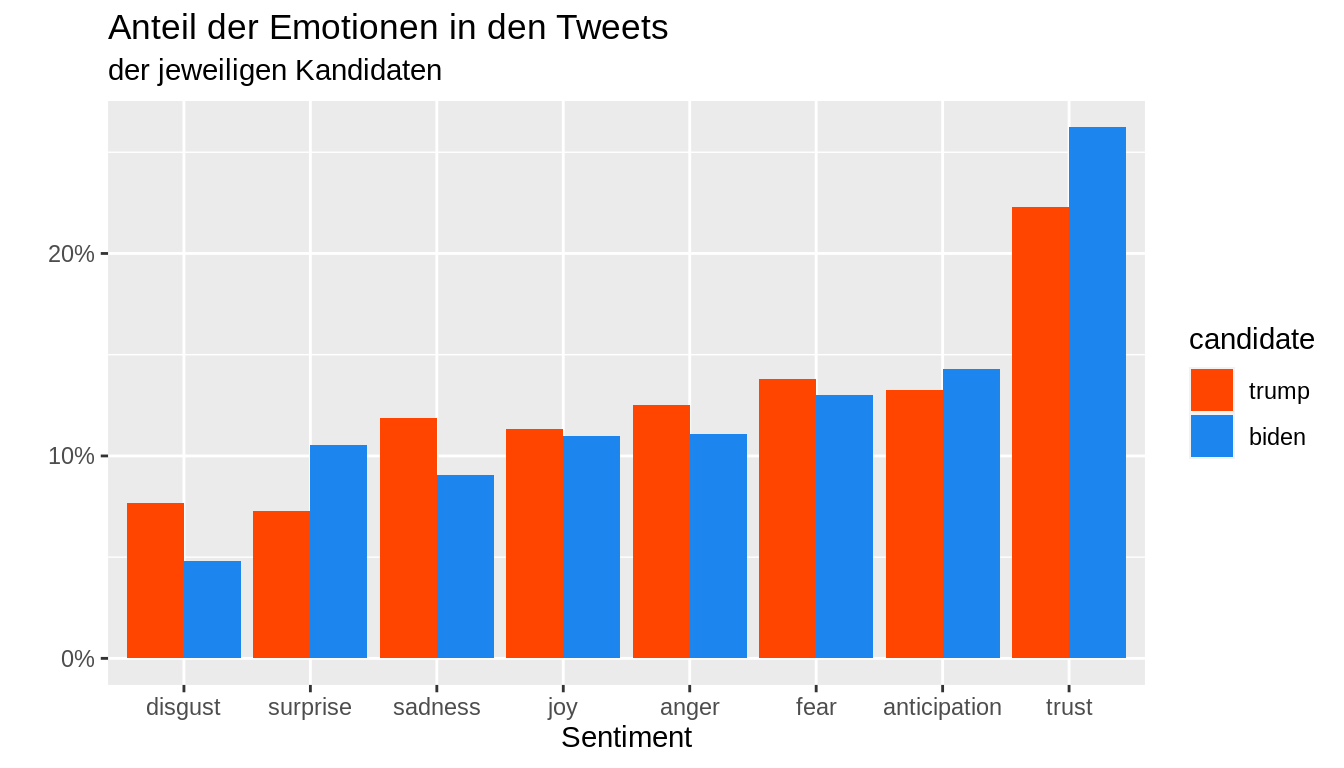 Anteil der Emotionen in den Tweets
der jeweiligen Kandidaten
20%
10%
0%
disgust surprise sadness joy anger fear anticipation trust
Sentiment
candidate
trump
biden